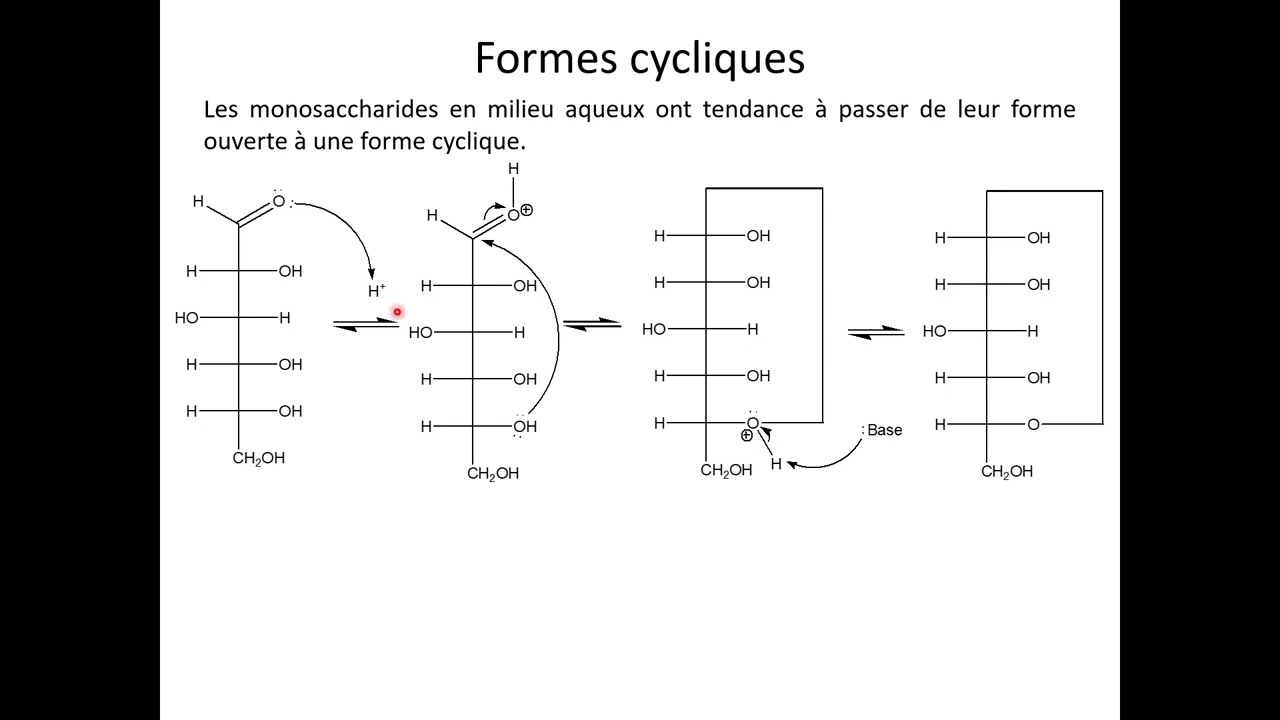 Formes cycliques
Les monosaccharides en milieu aqueux ont tendance à passer de leur forme
ouverte à une forme cyclique.
H O:
H OH
HO H
H OH
H OH
CH₂OH
H⁺
H
H O ⊕
H OH
HO H
H OH
H OH
CH₂OH
H OH
H OH
HO H
H OH
H O
⊕
CH₂OH H
:Base
H OH
H OH
HO H
H OH
H O
CH₂OH